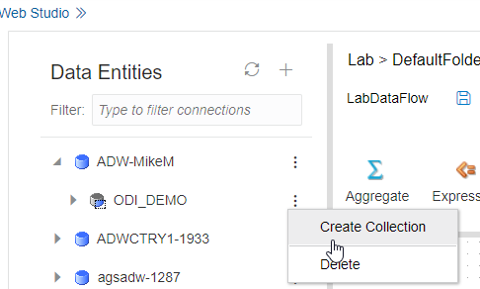 Web Studio »
Data Entities
Filter: Type to filter connections
ADW-MikeM
ODI_DEMO
ADWCTRY1-1933
agsadw-1287
Lab > DefaultFolde
LabDataFlow
Aggregate
Express
Create Collection
Delete